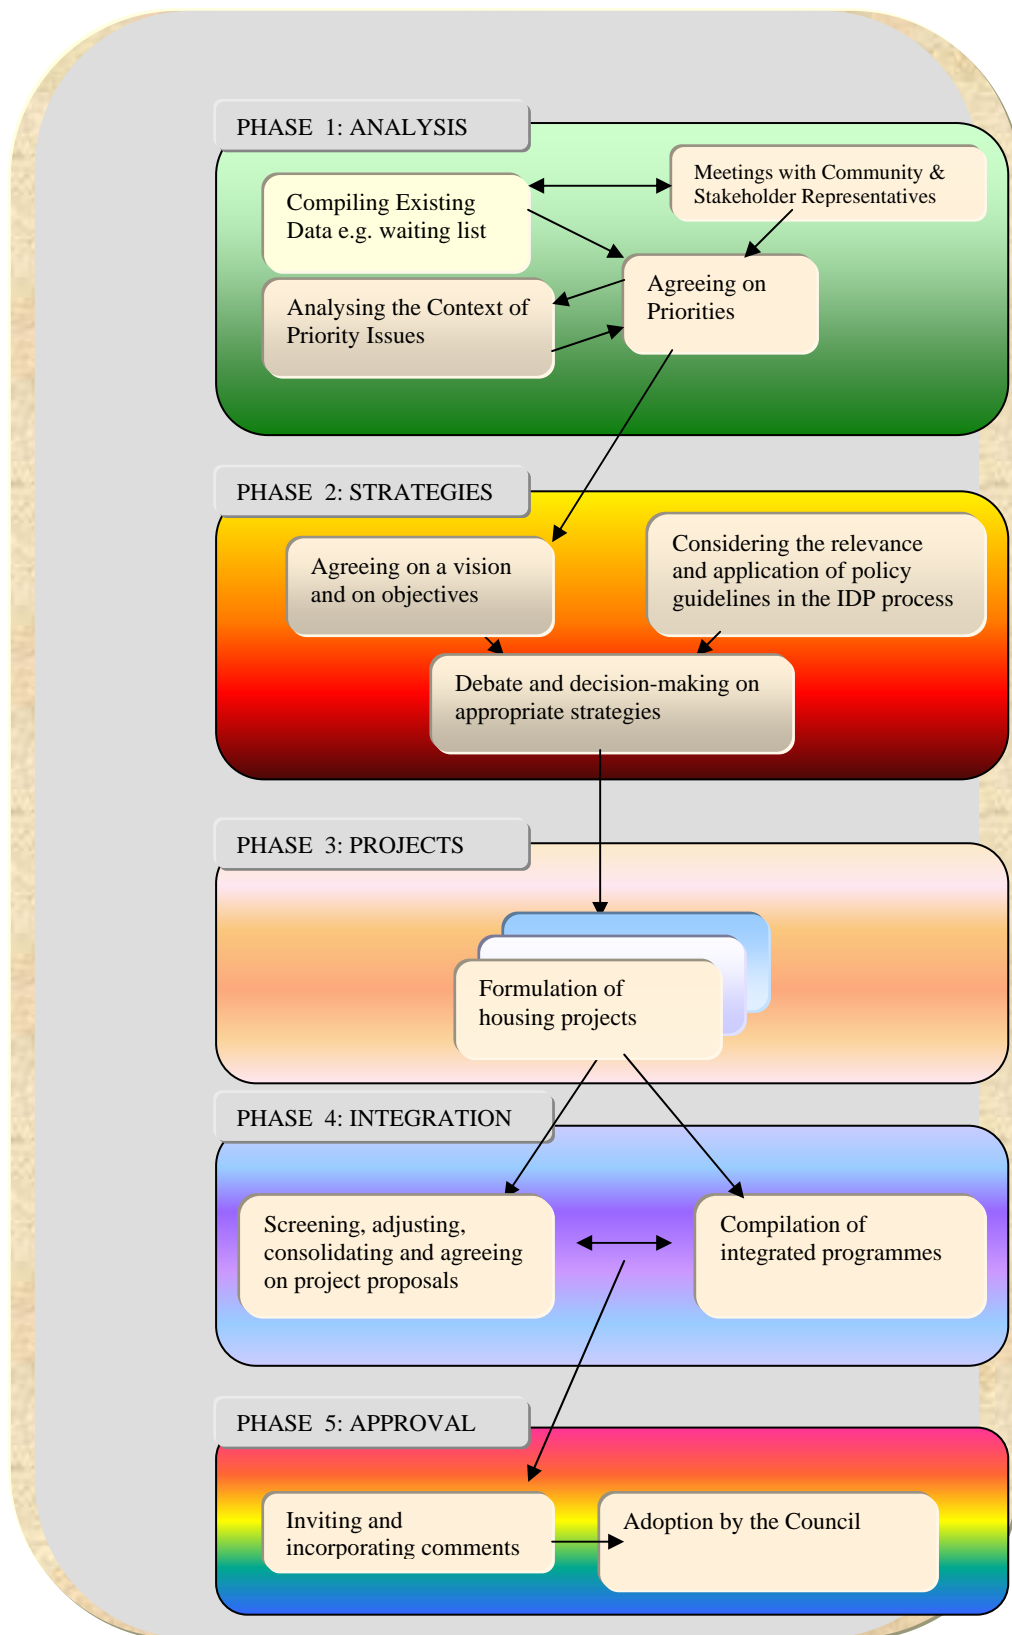 PHASE 1: ANALYSIS
Meetings with Community &
Stakeholder Representatives
Compiling Existing
Data e.g. waiting list
Agreeing on
Priorities
Analysing the Context of
Priority Issues
PHASE 2: STRATEGIES
Considering the relevance
and application of policy
guidelines in the IDP process
Agreeing on a vision
and on objectives
Debate and decision-making on
appropriate strategies
PHASE 3: PROJECTS
Formulation of
housing projects
PHASE 4: INTEGRATION
Screening, adjusting,
consolidating and agreeing
on project proposals
Compilation of
integrated programmes
PHASE 5: APPROVAL
Inviting and
incorporating comments
Adoption by the Council